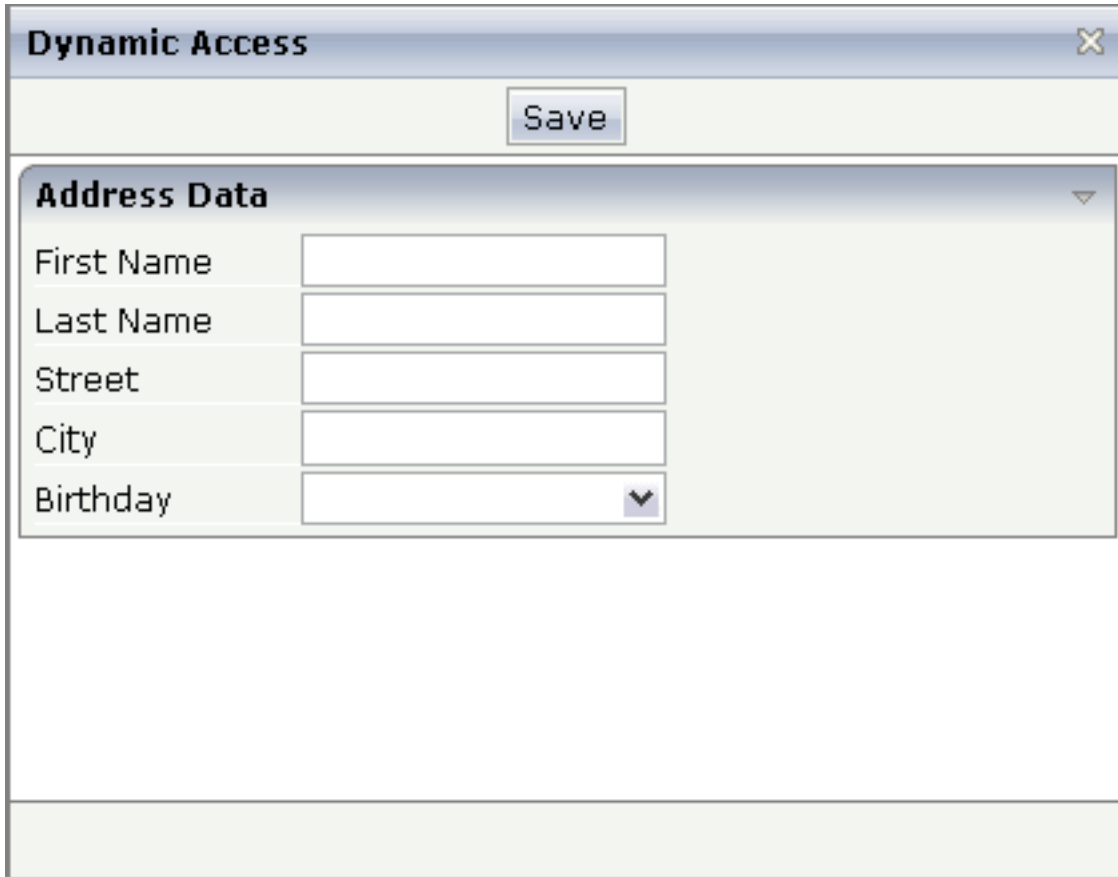 Dynamic Access
Save
Address Data
First Name
Last Name
Street
City
Birthday